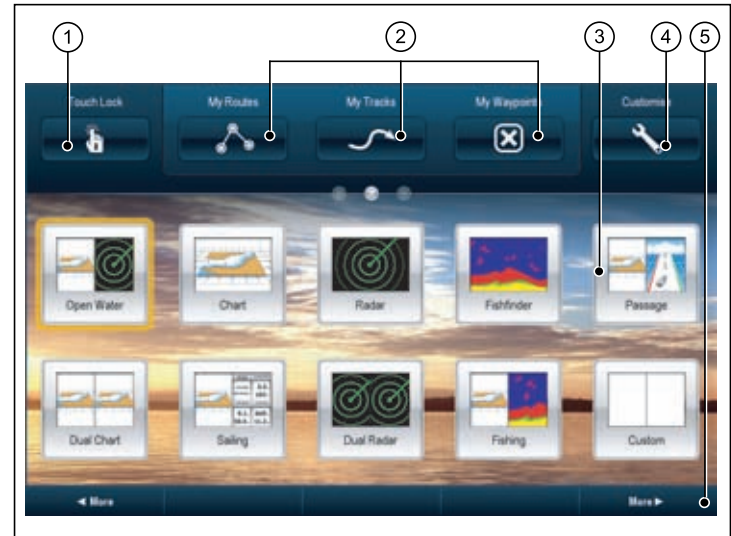 1 2 3 4 5
Touch Lock My Routes My Tracks My Waypoints Customise
Open Water Chart Radar Fishfinder Passage
Dual Chart Sailing Dual Radar Fishing Custom
◄ More More ►